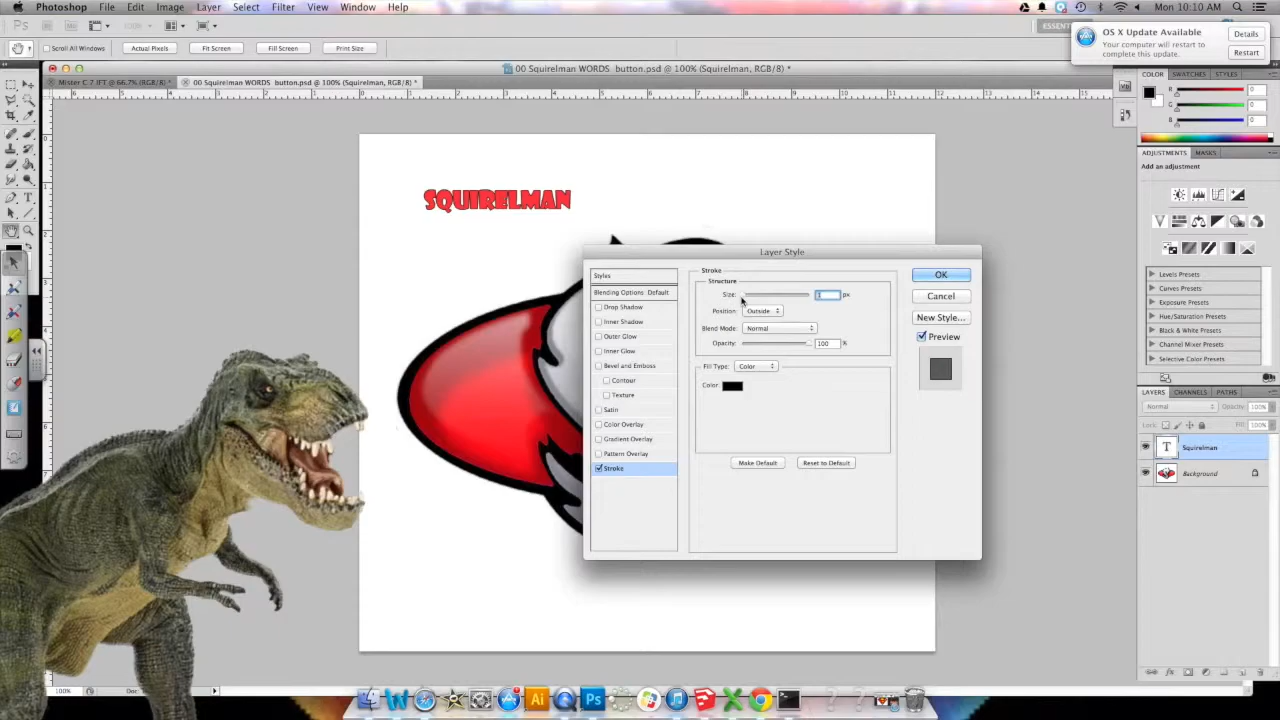 Photoshop File Edit Image Layer Select Filter View Window Help
Mon 10:10 AM
OS X Update Available
Your computer will restart to complete this update.
Details
Restart
Scroll All Windows
Actual Pixels
Fit Screen
Fill Screen
Print Size
00 Squirelman WORDS button.psd @ 100% (Squirelman, RGB/8) *
Mister C 7 IFT @ 66.7% (RGB/8) *
00 Squirelman WORDS button.psd @ 100% (Squirelman, RGB/8) *
SQUIRELMAN
Layer Style
Styles
Blending Options: Default
Drop Shadow
Inner Shadow
Outer Glow
Inner Glow
Bevel and Emboss
Contour
Texture
Satin
Color Overlay
Gradient Overlay
Pattern Overlay
Stroke
Stroke
Structure
Size: px
Position: Outside
Blend Mode: Normal
Opacity: 100 %
Fill Type: Color
Color:
Make Default
Reset to Default
OK
Cancel
New Style...
Preview
COLOR SWATCHES STYLES
R 0
G 0
B 0
ADJUSTMENTS MASKS
Add an adjustment
Levels Presets
Curves Presets
Exposure Presets
Hue/Saturation Presets
Black & White Presets
Channel Mixer Presets
Selective Color Presets
LAYERS CHANNELS PATHS
Normal Opacity: 100%
Lock: Fill: 100%
T Squirelman
Background
100% Doc